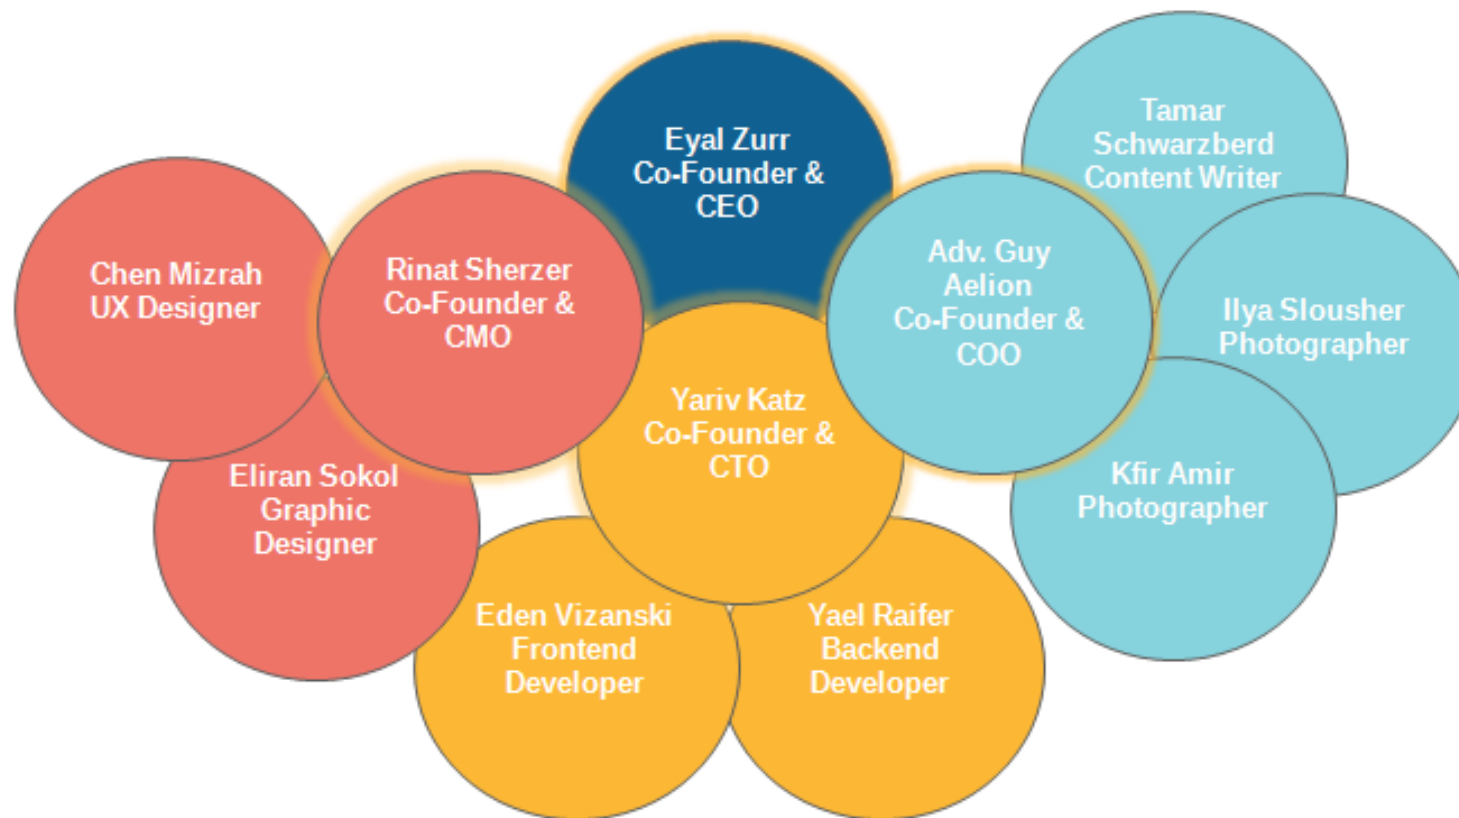 Eyal Zurr
Co-Founder &
CEO
Tamar
Schwarzberd
Content Writer
Chen Mizrah
UX Designer
Rinat Sherzer
Co-Founder &
CMO
Adv. Guy
Aelion
Co-Founder &
COO
Ilya Slousher
Photographer
Yariv Katz
Co-Founder &
CTO
Eliran Sokol
Graphic
Designer
Kfir Amir
Photographer
Eden Vizanski
Frontend
Developer
Yael Raifer
Backend
Developer